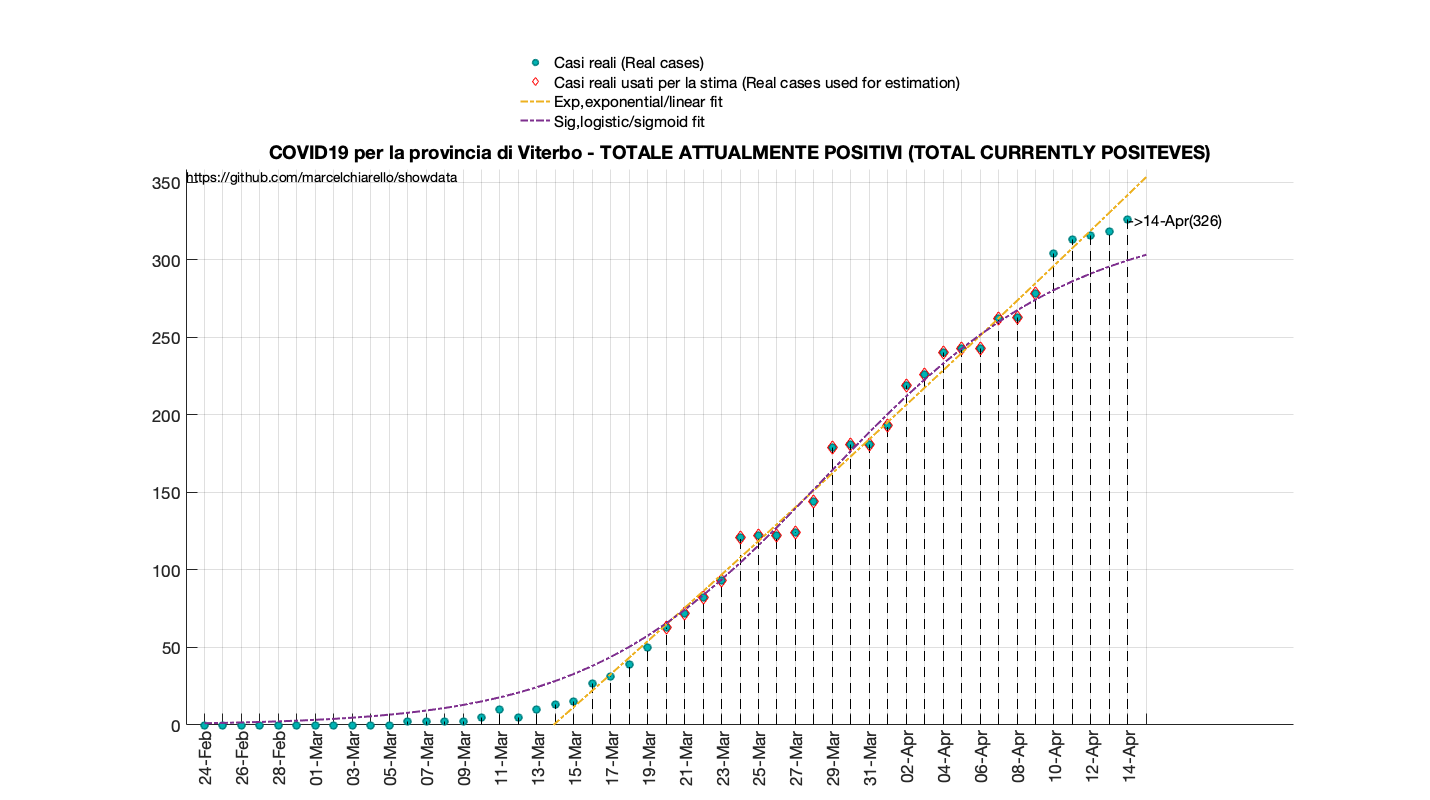 Casi reali (Real cases)
Casi reali usati per la stima (Real cases used for estimation)
Exp,exponential/linear fit
Sig,logistic/sigmoid fit
COVID19 per la provincia di Viterbo - TOTALE ATTUALMENTE POSITIVI (TOTAL CURRENTLY POSITEVES)
https://github.com/marcelchiarello/showdata
350
300
250
200
150
100
50
0
->14-Apr(326)
24-Feb
26-Feb
28-Feb
01-Mar
03-Mar
05-Mar
07-Mar
09-Mar
11-Mar
13-Mar
15-Mar
17-Mar
19-Mar
21-Mar
23-Mar
25-Mar
27-Mar
29-Mar
31-Mar
02-Apr
04-Apr
06-Apr
08-Apr
10-Apr
12-Apr
14-Apr